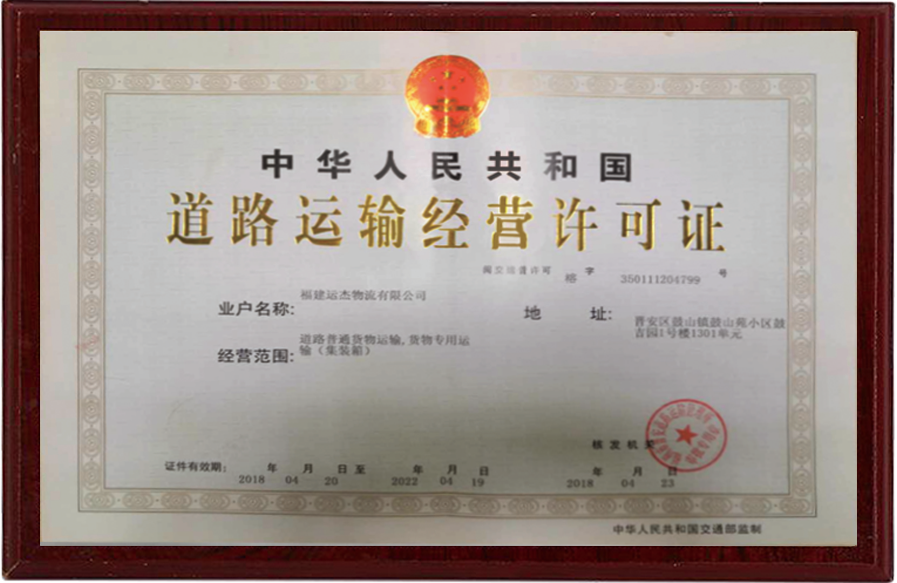 中华人民共和国
道路运输经营许可证
闽交运管许可 榕 字 350111204799 号
业户名称: 福建运杰物流有限公司
地 址: 晋安区鼓山镇鼓山苑小区鼓
吉园1号楼1301单元
经营范围: 道路普通货物运输,货物专用运
输（集装箱）
核发机关
证件有效期: 2018 年 04 月 20 日至 2022 年 04 月 19 日
2018 年 04 月 23 日
中华人民共和国交通部监制